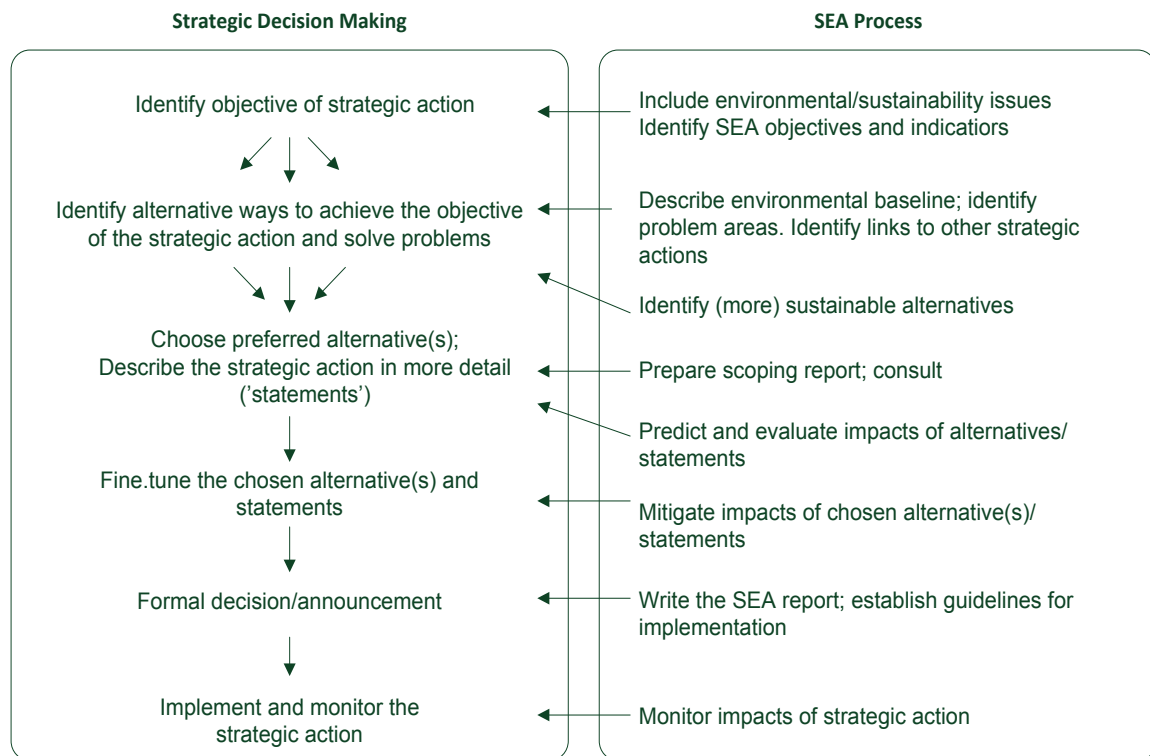 Strategic Decision Making
Identify objective of strategic action
Identify alternative ways to achieve the objective
of the strategic action and solve problems
Choose preferred alternative(s);
Describe the strategic action in more detail
(’statements’)
Fine.tune the chosen alternative(s) and
statements
Formal decision/announcement
Implement and monitor the
strategic action
SEA Process
Include environmental/sustainability issues
Identify SEA objectives and indicatiors
Describe environmental baseline; identify
problem areas. Identify links to other strategic
actions
Identify (more) sustainable alternatives
Prepare scoping report; consult
Predict and evaluate impacts of alternatives/
statements
Mitigate impacts of chosen alternative(s)/
statements
Write the SEA report; establish guidelines for
implementation
Monitor impacts of strategic action